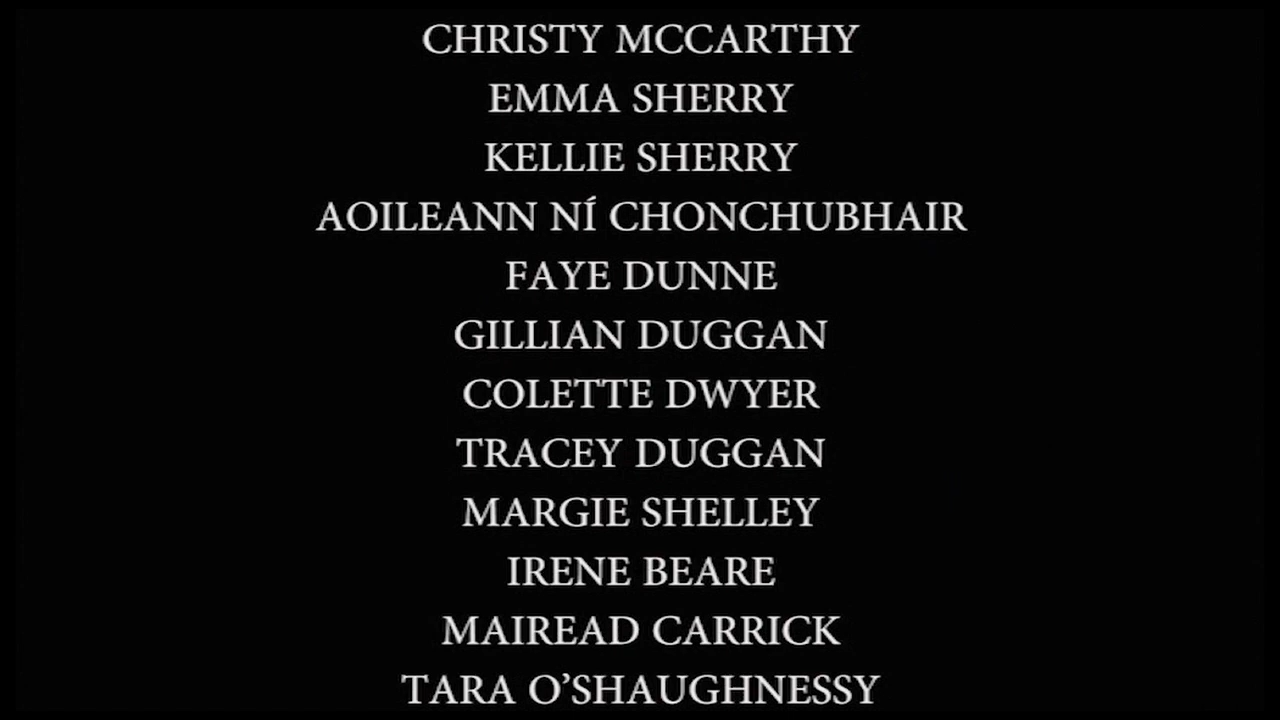 CHRISTY MCCARTHY
EMMA SHERRY
KELLIE SHERRY
AOILEANN NÍ CHONCHUBHAIR
FAYE DUNNE
GILLIAN DUGGAN
COLETTE DWYER
TRACEY DUGGAN
MARGIE SHELLEY
IRENE BEARE
MAIREAD CARRICK
TARA O’SHAUGHNESSY